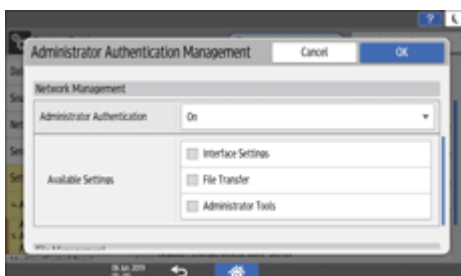 ?
Administrator Authentication Management
Cancel
OK
Network Management
Administrator Authentication
On
Available Settings
Interface Settings
File Transfer
Administrator Tools